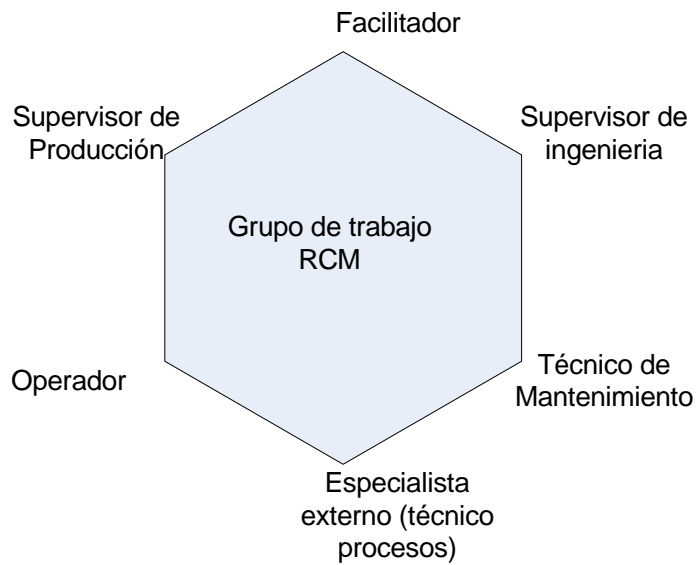 Facilitador
Supervisor de
Producción
Supervisor de
ingenieria
Grupo de trabajo
RCM
Operador
Técnico de
Mantenimiento
Especialista
externo (técnico
procesos)